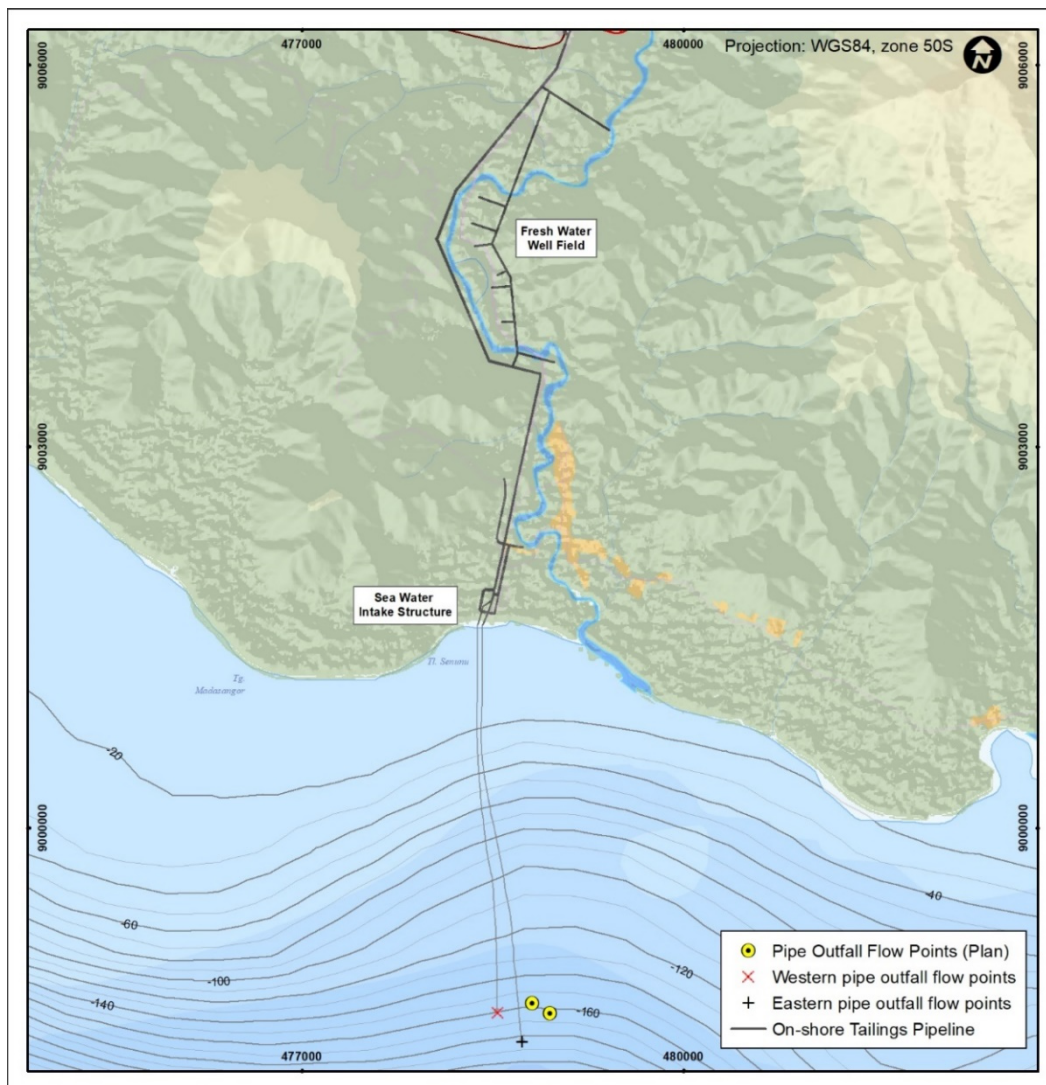 477000
480000
Projection: WGS84, zone 50S
N
9006000
9006000
Fresh Water
Well Field
9003000
9003000
Sea Water
Intake Structure
Tl. Senunu
Tg.
Madasanger
-20
9000000
9000000
-40
-60
-100
-120
-140
-160
Pipe Outfall Flow Points (Plan)
Western pipe outfall flow points
Eastern pipe outfall flow points
On-shore Tailings Pipeline
477000
480000